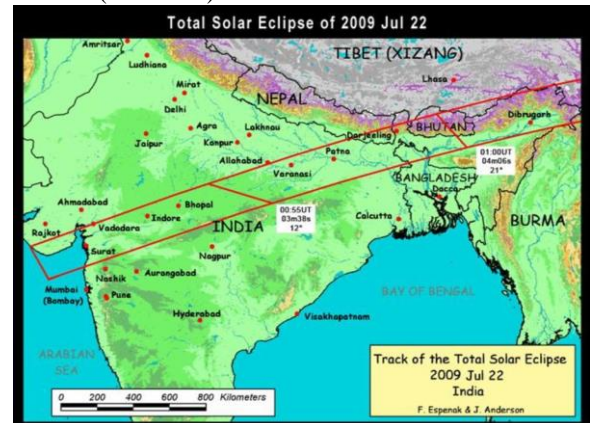 Total Solar Eclipse of 2009 Jul 22
Amritsar
TIBET (XIZANG)
Ludhiana
Lhasa
Mirat
Delhi
NEPAL
Dibrugarh
BHUTAN
Agra
Lakhnau
Darjeeling
Jaipur
Kanpur
Patna
01:00UT
04m06s
21°
Allahabad
Varanasi
BANGLADESH
Dacca
Ahmadabad
Bhopal
Indore
00:55UT
03m38s
12°
INDIA
Calcutta
BURMA
Rajkot
Vadodara
Surat
Nagpur
Nashik
Aurangabad
Mumbai
(Bombay)
Pune
BAY OF BENGAL
Hyderabad
Visakhapatnam
ARABIAN
SEA
Track of the Total Solar Eclipse
2009 Jul 22
India
F. Espenak & J. Anderson
0 200 400 600 800 Kilometers